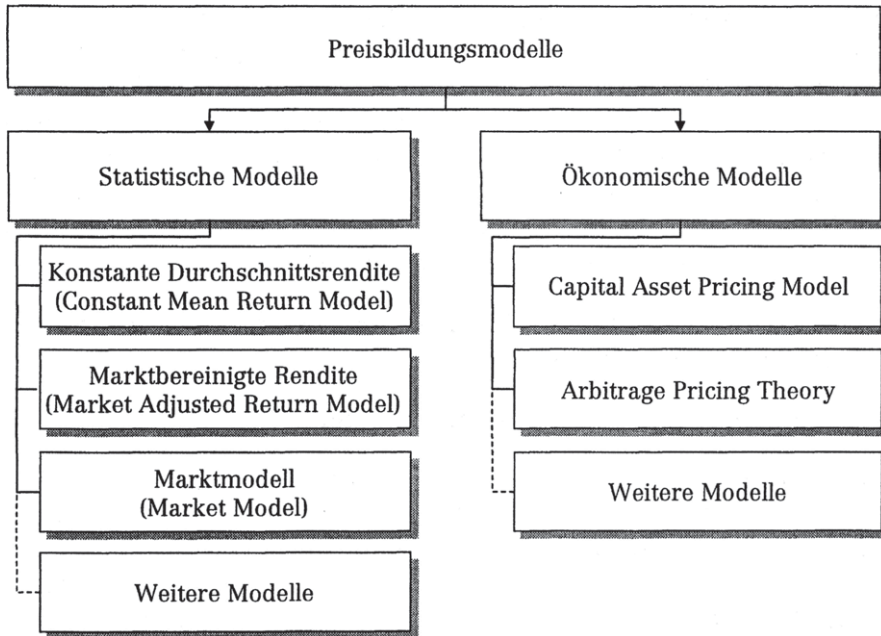 Preisbildungsmodelle
Statistische Modelle
Konstante Durchschnittsrendite
(Constant Mean Return Model)
Marktbereinigte Rendite
(Market Adjusted Return Model)
Marktmodell
(Market Model)
Weitere Modelle
Ökonomische Modelle
Capital Asset Pricing Model
Arbitrage Pricing Theory
Weitere Modelle